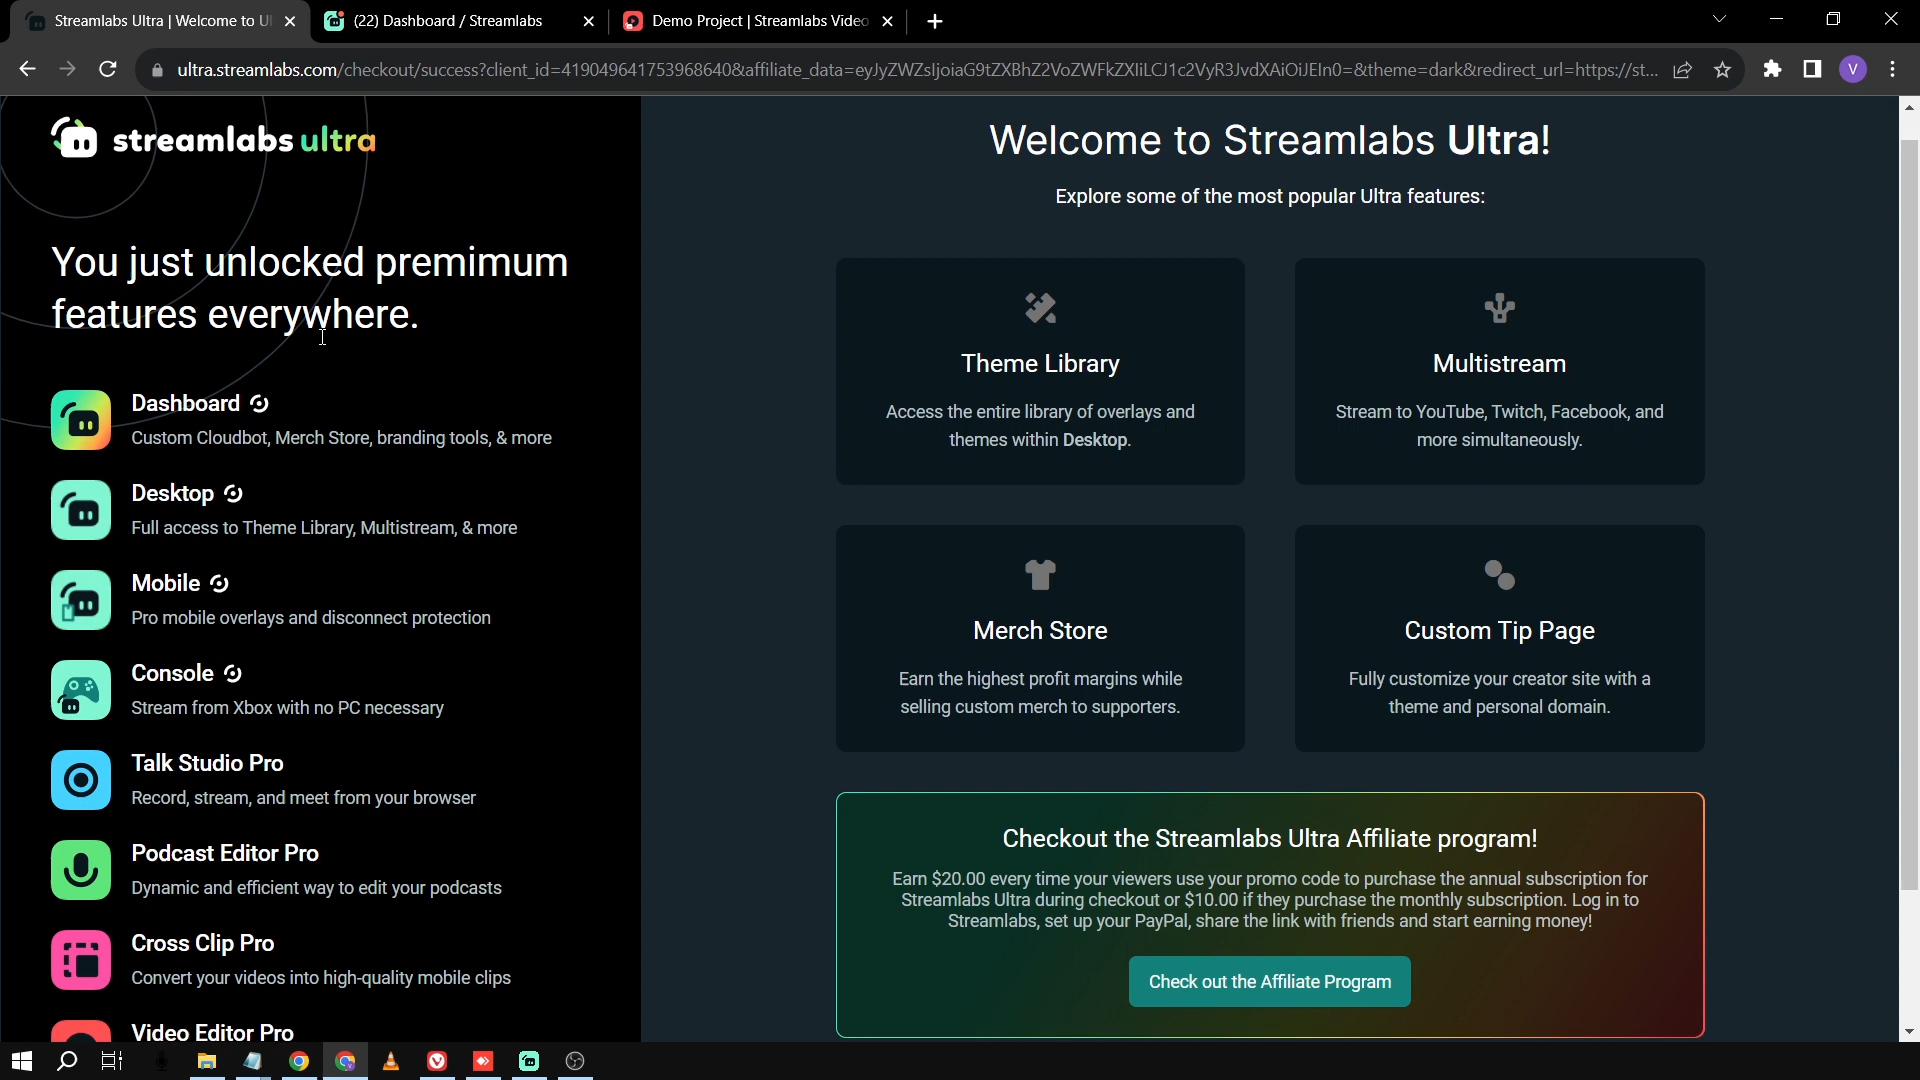 Streamlabs Ultra | Welcome to Ul
(22) Dashboard / Streamlabs
Demo Project | Streamlabs Video
ultra.streamlabs.com/checkout/success?client_id=419049641753968640&affiliate_data=eyJyZWZsIjoiaG9tZXBhZ2VoZWFkZXIiLCJ1c2VyR3JvdXAiOiJEIn0=&theme=dark&redirect_url=https://st...
V
streamlabs ultra
You just unlocked premimum
features everywhere.
Dashboard
Custom Cloudbot, Merch Store, branding tools, & more
Desktop
Full access to Theme Library, Multistream, & more
Mobile
Pro mobile overlays and disconnect protection
Console
Stream from Xbox with no PC necessary
Talk Studio Pro
Record, stream, and meet from your browser
Podcast Editor Pro
Dynamic and efficient way to edit your podcasts
Cross Clip Pro
Convert your videos into high-quality mobile clips
Video Editor Pro
Welcome to Streamlabs Ultra!
Explore some of the most popular Ultra features:
Theme Library
Access the entire library of overlays and
themes within Desktop.
Multistream
Stream to YouTube, Twitch, Facebook, and
more simultaneously.
Merch Store
Earn the highest profit margins while
selling custom merch to supporters.
Custom Tip Page
Fully customize your creator site with a
theme and personal domain.
Checkout the Streamlabs Ultra Affiliate program!
Earn $20.00 every time your viewers use your promo code to purchase the annual subscription for
Streamlabs Ultra during checkout or $10.00 if they purchase the monthly subscription. Log in to
Streamlabs, set up your PayPal, share the link with friends and start earning money!
Check out the Affiliate Program